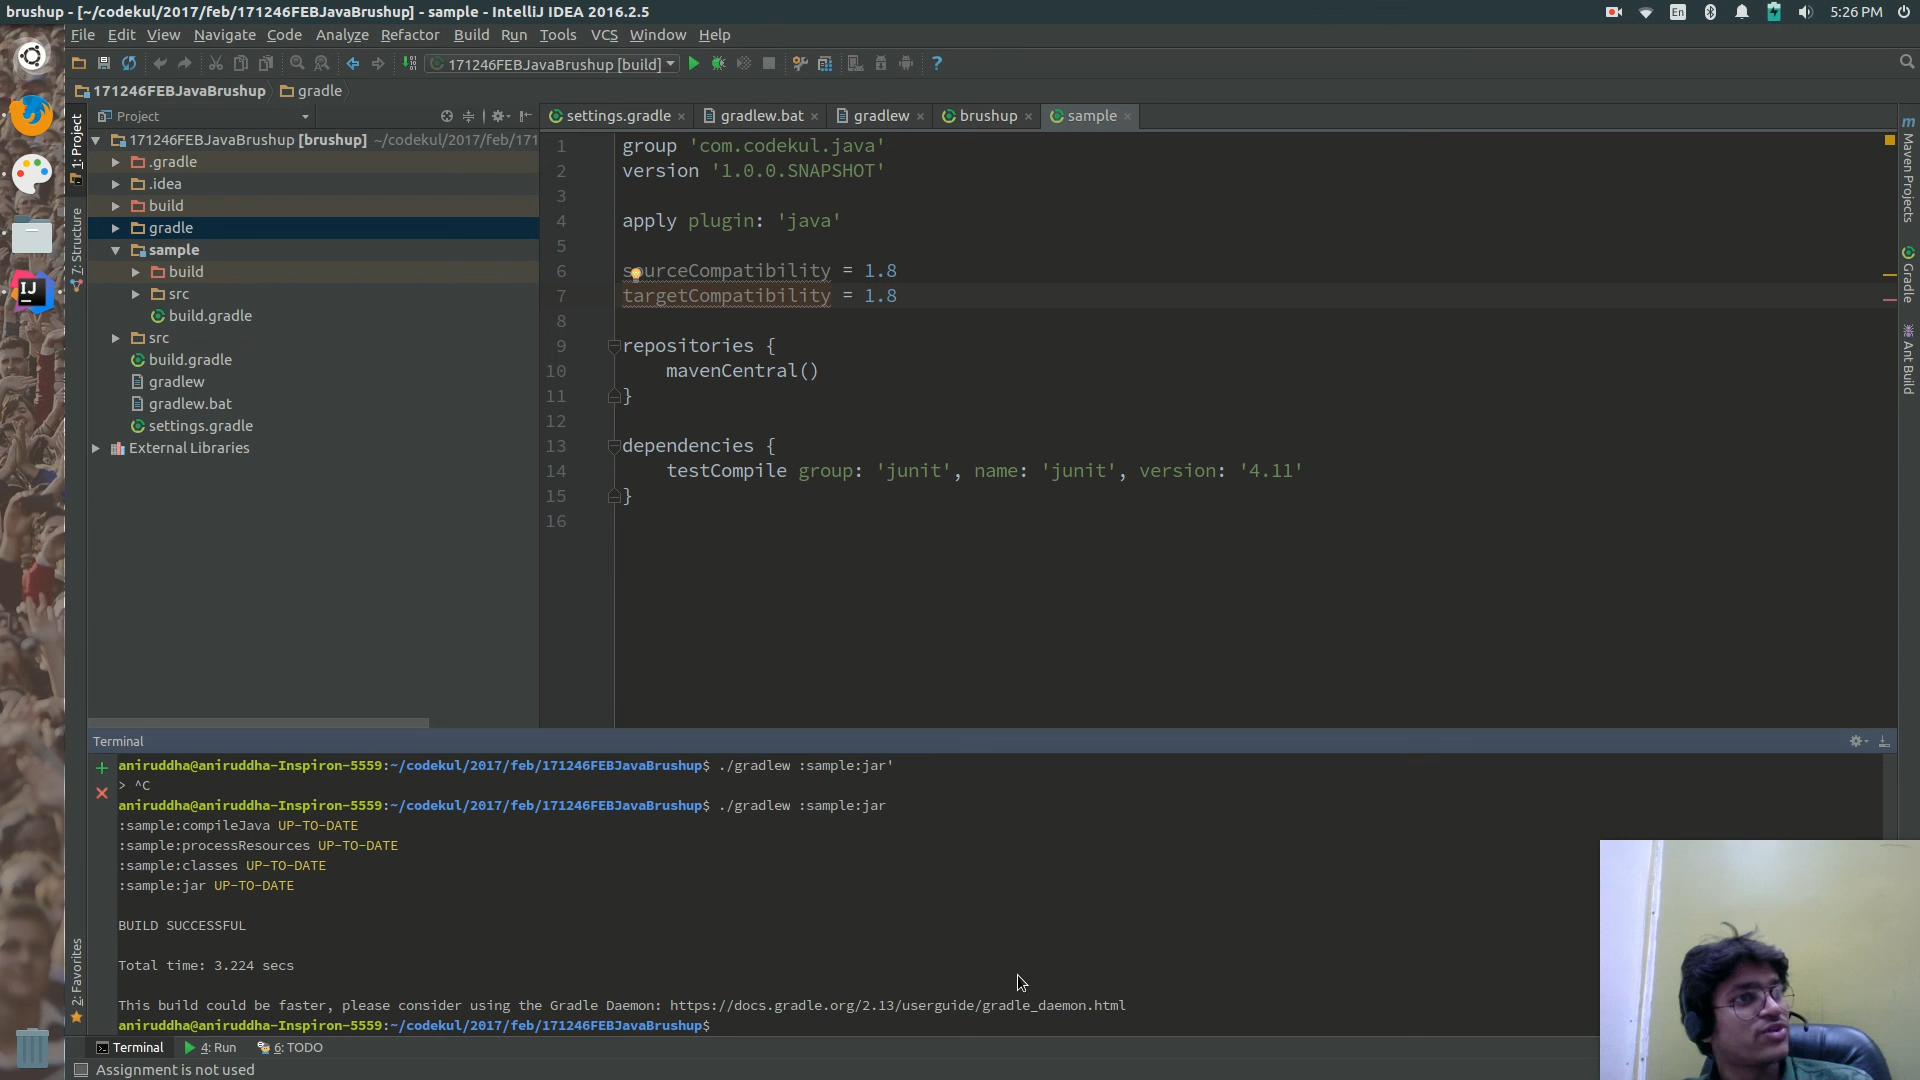 brushup - [~/codekul/2017/feb/171246FEBJavaBrushup] - sample - IntelliJ IDEA 2016.2.5
En
5:26 PM
File Edit View Navigate Code Analyze Refactor Build Run Tools VCS Window Help
171246FEBJavaBrushup [build]
171246FEBJavaBrushup gradle
Project
settings.gradle gradlew.bat gradlew brushup sample
1: Project
7: Structure
2: Favorites
171246FEBJavaBrushup [brushup] ~/codekul/2017/feb/171
.gradle
.idea
build
gradle
sample
build
src
build.gradle
src
build.gradle
gradlew
gradlew.bat
settings.gradle
External Libraries
1 group 'com.codekul.java'
2 version '1.0.0.SNAPSHOT'
3
4 apply plugin: 'java'
5
6 sourceCompatibility = 1.8
7 targetCompatibility = 1.8
8
9 repositories {
10 mavenCentral()
11 }
12
13 dependencies {
14 testCompile group: 'junit', name: 'junit', version: '4.11'
15 }
16
Maven Projects
Gradle
Ant Build
Terminal
aniruddha@aniruddha-Inspiron-5559:~/codekul/2017/feb/171246FEBJavaBrushup$ ./gradlew :sample:jar'
> ^C
aniruddha@aniruddha-Inspiron-5559:~/codekul/2017/feb/171246FEBJavaBrushup$ ./gradlew :sample:jar
:sample:compileJava UP-TO-DATE
:sample:processResources UP-TO-DATE
:sample:classes UP-TO-DATE
:sample:jar UP-TO-DATE
BUILD SUCCESSFUL
Total time: 3.224 secs
This build could be faster, please consider using the Gradle Daemon: https://docs.gradle.org/2.13/userguide/gradle_daemon.html
aniruddha@aniruddha-Inspiron-5559:~/codekul/2017/feb/171246FEBJavaBrushup$
Terminal 4: Run 6: TODO
Assignment is not used